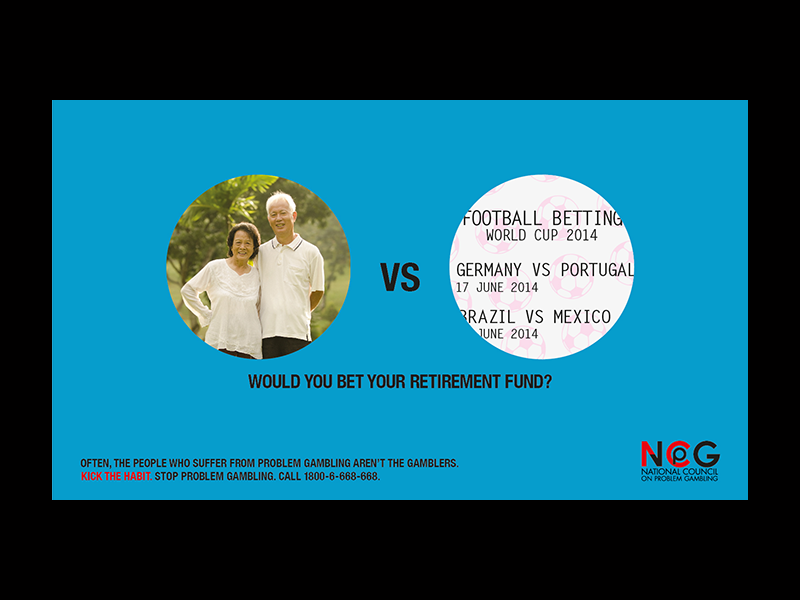 FOOTBALL BETTING
WORLD CUP 2014
GERMANY VS PORTUGAL
17 JUNE 2014
BRAZIL VS MEXICO
JUNE 2014
VS
WOULD YOU BET YOUR RETIREMENT FUND?
OFTEN, THE PEOPLE WHO SUFFER FROM PROBLEM GAMBLING AREN'T THE GAMBLERS.
KICK THE HABIT. STOP PROBLEM GAMBLING. CALL 1800-6-668-668.
NCPG
NATIONAL COUNCIL
ON PROBLEM GAMBLING